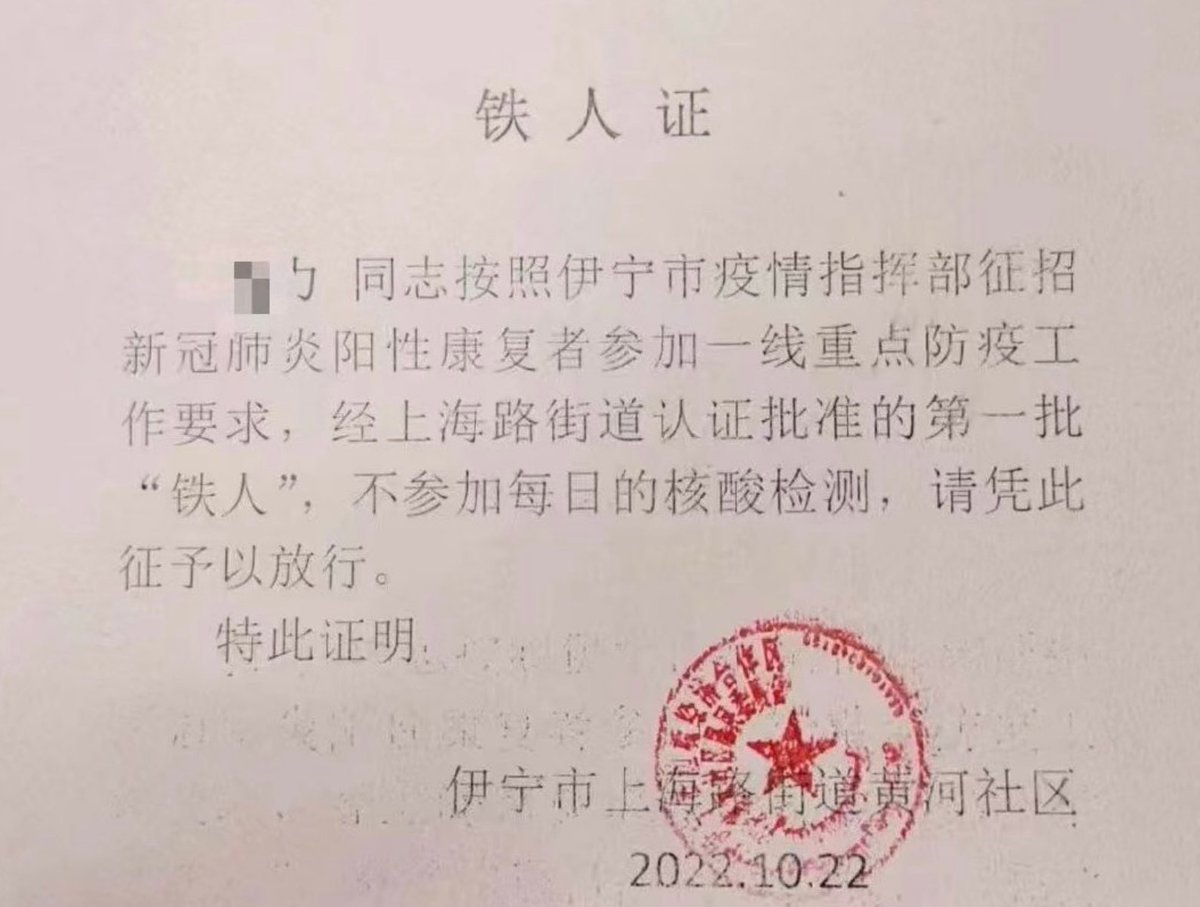 铁人证
同志按照伊宁市疫情指挥部征招
新冠肺炎阳性康复者参加一线重点防疫工
作要求，经上海路街道认证批准的第一批
“铁人”，不参加每日的核酸检测，请凭此
征予以放行。
特此证明
伊宁市上海路街道黄河社区
2022.10.22